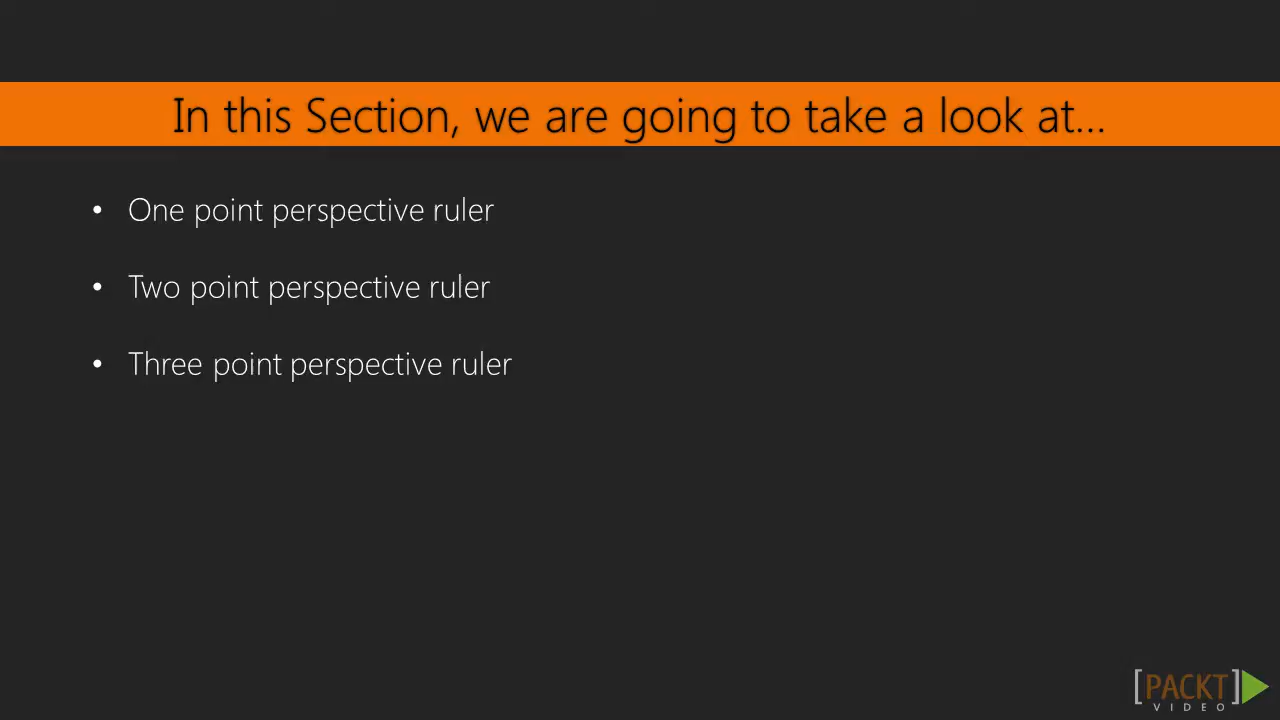 In this Section, we are going to take a look at...
• One point perspective ruler
• Two point perspective ruler
• Three point perspective ruler
[PACKT]
VIDEO